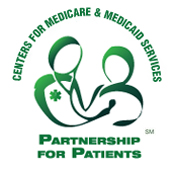 CENTERS FOR MEDICARE & MEDICAID SERVICES
PARTNERSHIP
FOR PATIENTS
SM